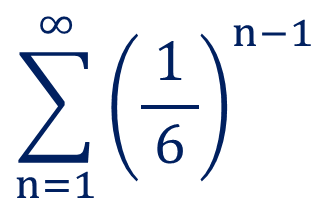 ∞
∑ (1/6)^{n−1}
n=1